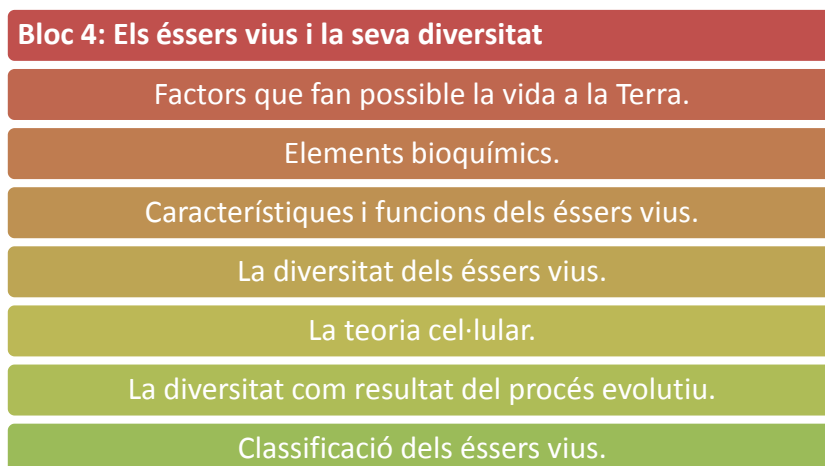 Bloc 4: Els éssers vius i la seva diversitat
Factors que fan possible la vida a la Terra.
Elements bioquímics.
Característiques i funcions dels éssers vius.
La diversitat dels éssers vius.
La teoria cel·lular.
La diversitat com resultat del procés evolutiu.
Classificació dels éssers vius.